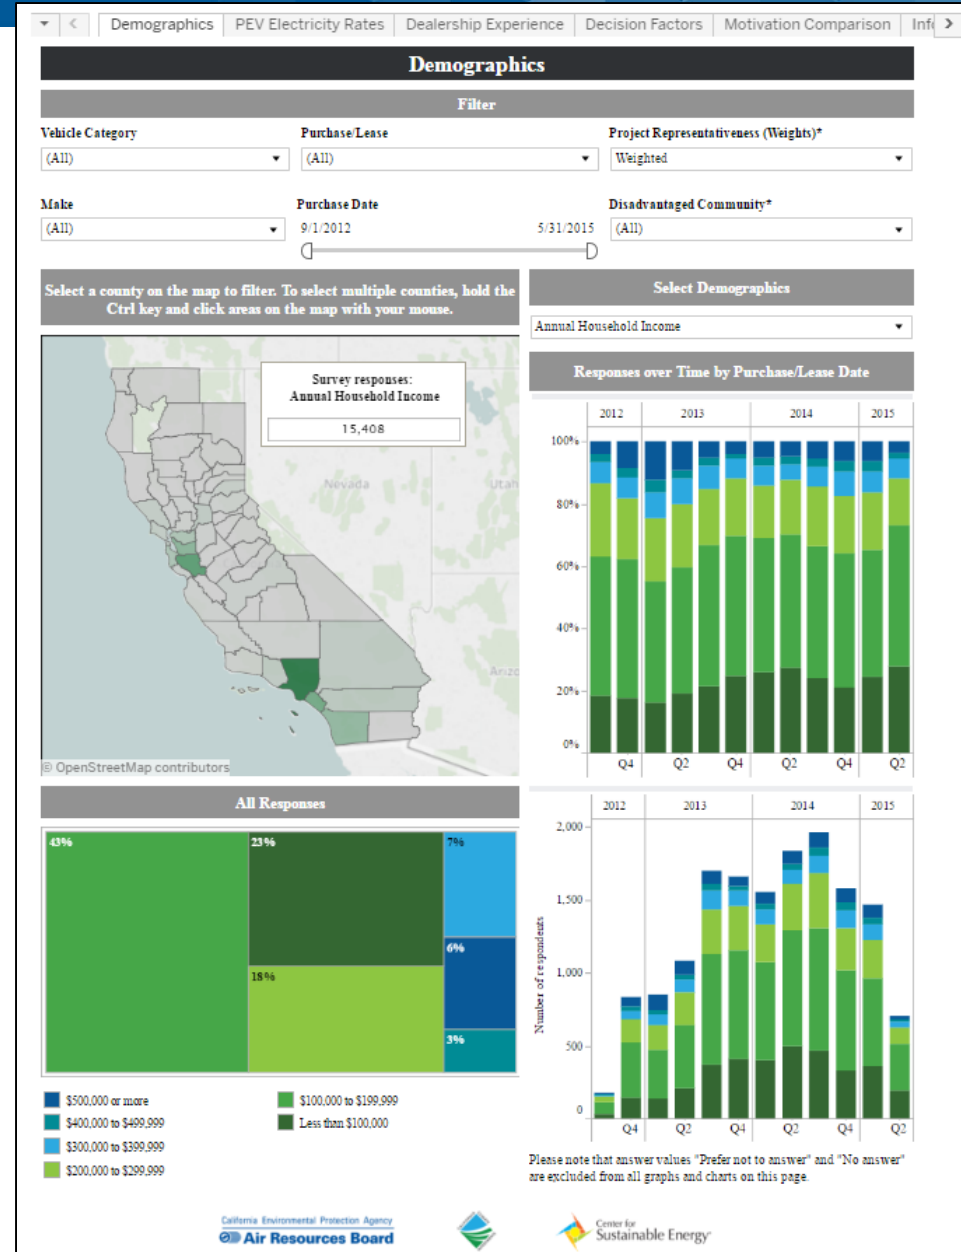 Demographics
PEV Electricity Rates
Dealership Experience
Decision Factors
Motivation Comparison
Demographics
Filter
Vehicle Category
Purchase/Lease
Project Representativeness (Weights)*
(All)
(All)
Weighted
Make
Purchase Date
Disadvantaged Community*
(All)
9/1/2012
5/31/2015
(All)
Select a county on the map to filter. To select multiple counties, hold the
Ctrl key and click areas on the map with your mouse.
Survey responses:
Annual Household Income
15,408
Nevada
Utah
© OpenStreetMap contributors
Select Demographics
Annual Household Income
Responses over Time by Purchase/Lease Date
2012 2013 2014 2015
100%
80%
60%
40%
20%
0%
Q4 Q2 Q4 Q2 Q4 Q2
All Responses
43%
23%
7%
6%
18%
3%
$500,000 or more
$400,000 to $499,999
$300,000 to $399,999
$200,000 to $299,999
$100,000 to $199,999
Less than $100,000
2012 2013 2014 2015
2,000
1,500
1,000
500
0
Number of respondents
Q4 Q2 Q4 Q2 Q4 Q2
Please note that answer values "Prefer not to answer" and "No answer"
are excluded from all graphs and charts on this page.
California Environmental Protection Agency
Air Resources Board
Center for
Sustainable Energy